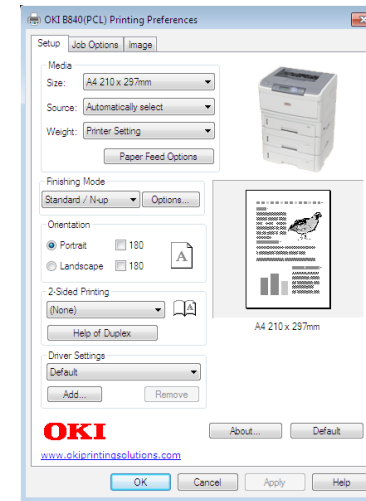 OKI B840(PCL) Printing Preferences
Setup Job Options Image
Media
Size: A4 210 x 297mm
Source: Automatically select
Weight: Printer Setting
Paper Feed Options
Finishing Mode
Standard / N-up Options...
Orientation
Portrait 180
Landscape 180
A
2-Sided Printing
(None)
A
Help of Duplex
A4 210 x 297mm
Driver Settings
Default
Add... Remove
OKI
About... Default
www.okiprintingsolutions.com
OK Cancel Apply Help